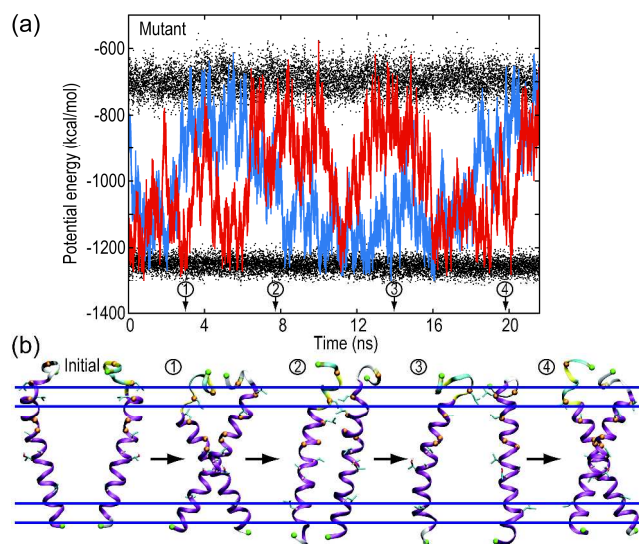 (a)
Mutant
Potential energy (kcal/mol)
-600
-800
-1000
-1200
-1400
① ② ③ ④
0 4 8 12 16 20
Time (ns)
(b)
Initial ① ② ③ ④